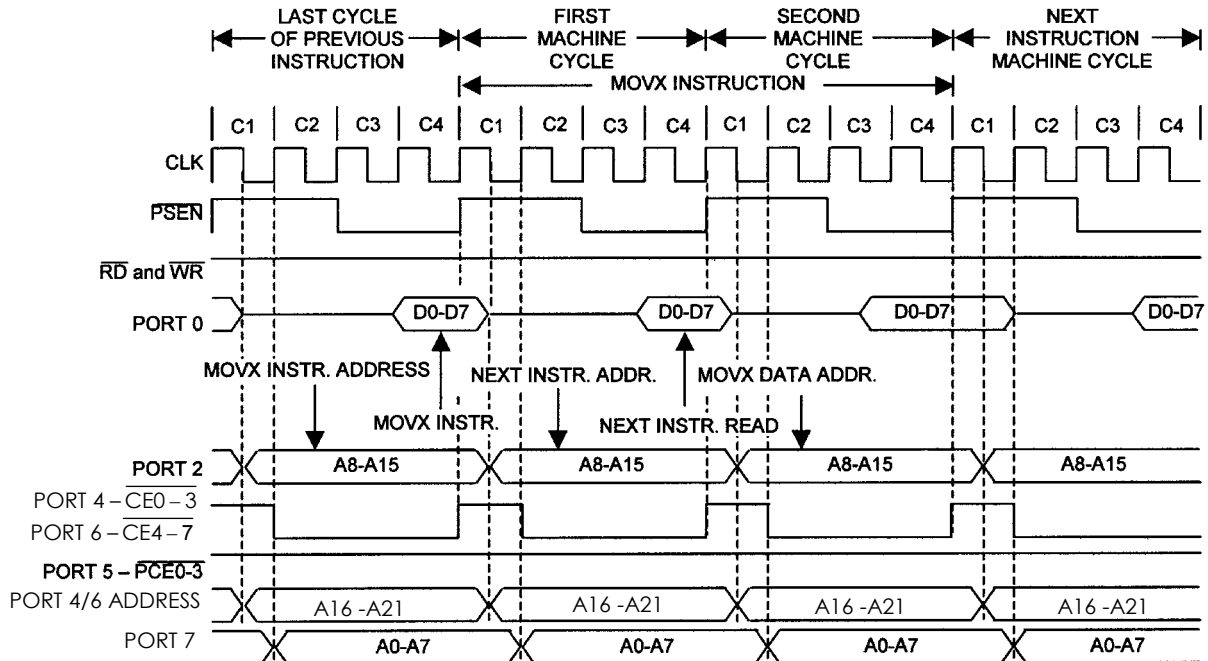 LAST CYCLE OF PREVIOUS INSTRUCTION
FIRST MACHINE CYCLE
SECOND MACHINE CYCLE
NEXT INSTRUCTION MACHINE CYCLE
MOVX INSTRUCTION
C1 C2 C3 C4 C1 C2 C3 C4 C1 C2 C3 C4 C1 C2 C3 C4
CLK
PSEN
RD and WR
PORT 0 D0-D7 D0-D7 D0-D7 D0-D7
MOVX INSTR. ADDRESS NEXT INSTR. ADDR. MOVX DATA ADDR.
MOVX INSTR. NEXT INSTR. READ
PORT 2 A8-A15 A8-A15 A8-A15 A8-A15
PORT 4 – CE0 – 3
PORT 6 – CE4 – 7
PORT 5 – PCE0-3
PORT 4/6 ADDRESS A16 -A21 A16 -A21 A16 -A21 A16 -A21
PORT 7 A0-A7 A0-A7 A0-A7 A0-A7